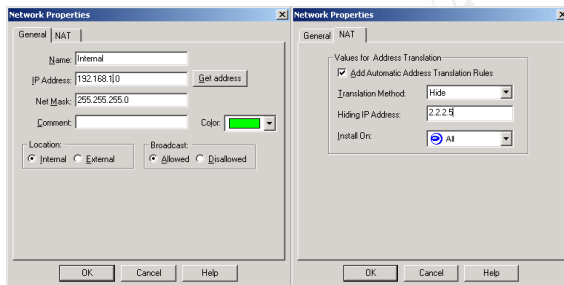 Network Properties
General NAT
Name: Internal
IP Address: 192.168.1.0 Get address
Net Mask: 255.255.255.0
Comment: Color:
Location: Broadcast:
Internal External Allowed Disallowed
OK Cancel Help
Network Properties
General NAT
Values for Address Translation
Add Automatic Address Translation Rules
Translation Method: Hide
Hiding IP Address: 2.2.2.5
Install On: All
OK Cancel Help